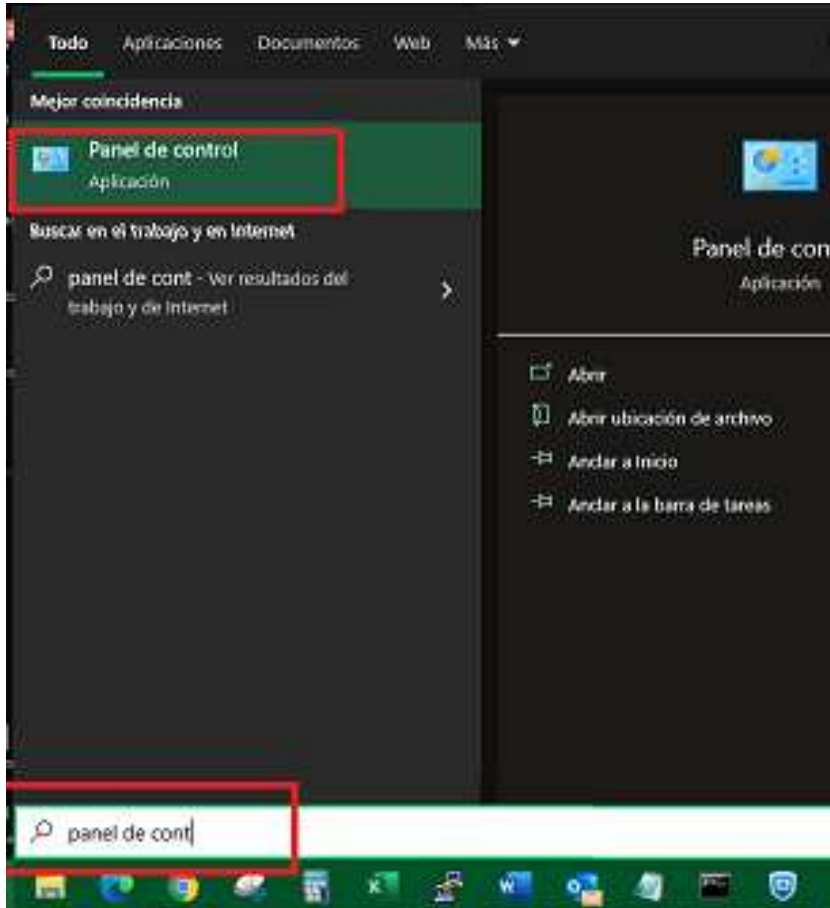 Todo Aplicaciones Documentos Web Más
Mejor coincidencia
Panel de control
Aplicación
Buscar en el trabajo y en Internet
panel de cont - Ver resultados del
trabajo y de Internet
Panel de con
Aplicación
Abrir
Abrir ubicación de archivo
Anclar a Inicio
Anclar a la barra de tareas
panel de cont